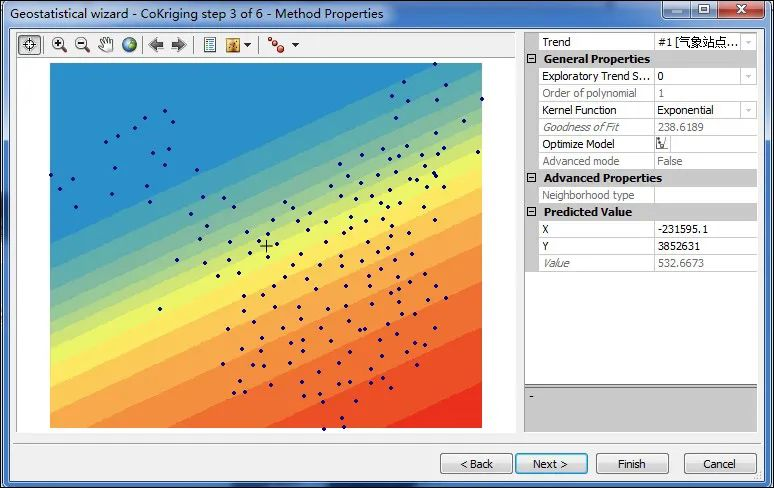 Geostatistical wizard - CoKriging step 3 of 6 - Method Properties
Trend #1 [气象站点...
General Properties
Exploratory Trend S... 0
Order of polynomial 1
Kernel Function Exponential
Goodness of Fit 238.6189
Optimize Model
Advanced mode False
Advanced Properties
Neighborhood type
Predicted Value
X -231595.1
Y 3852631
Value 532.6673
-
< Back Next > Finish Cancel